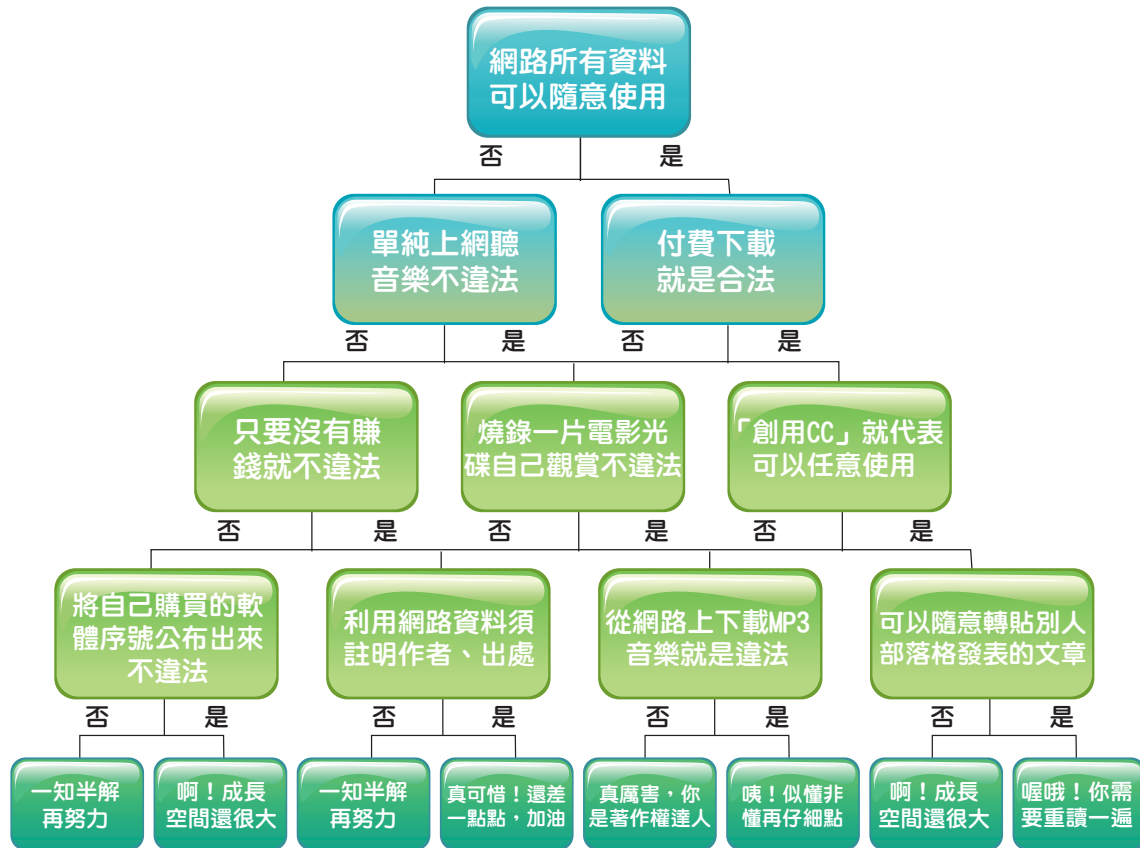 網路所有資料
可以隨意使用
否
是
單純上網聽
音樂不違法
付費下載
就是合法
否
是
否
是
只要沒有賺
錢就不違法
燒錄一片電影光
碟自己觀賞不違法
「創用CC」就代表
可以任意使用
否
是
否
是
否
是
將自己購買的軟
體序號公布出來
不違法
利用網路資料須
註明作者、出處
從網路上下載MP3
音樂就是違法
可以隨意轉貼別人
部落格發表的文章
否
是
否
是
否
是
否
是
一知半解
再努力
啊！成長
空間還很大
一知半解
再努力
真可惜！還差
一點點，加油
真厲害，你
是著作權達人
咦！似懂非
懂再仔細點
啊！成長
空間還很大
喔哦！你需
要重讀一遍